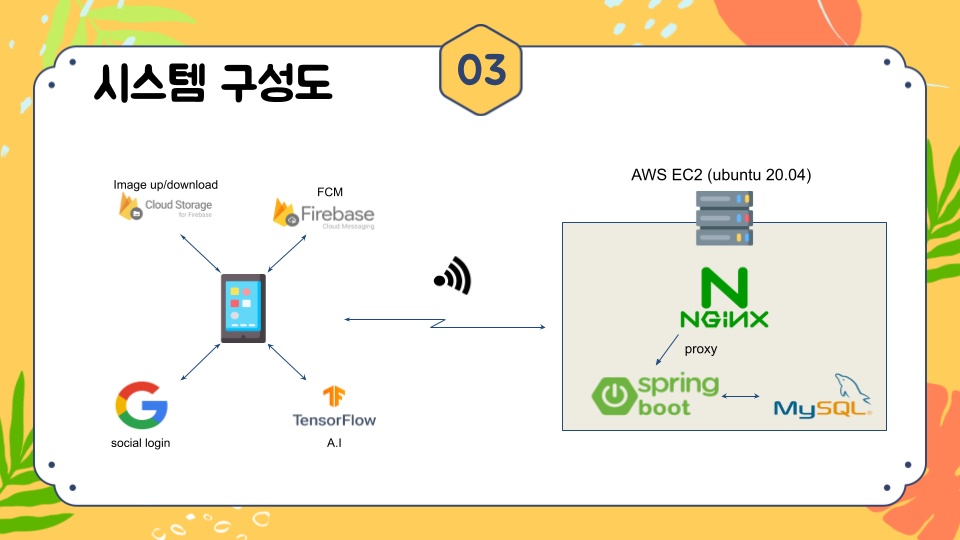 03
시스템 구성도
Image up/download
Cloud Storage
for Firebase
FCM
Firebase
Cloud Messaging
social login
TensorFlow
A.I
AWS EC2 (ubuntu 20.04)
NGiNX
proxy
spring
boot
MySQL®